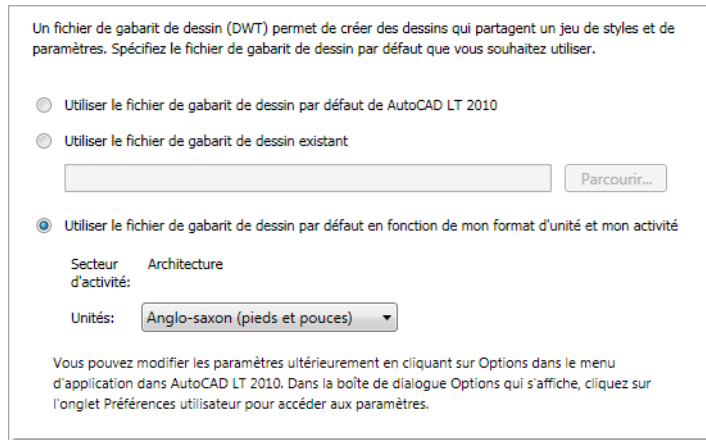 Un fichier de gabarit de dessin (DWT) permet de créer des dessins qui partagent un jeu de styles et de
paramètres. Spécifiez le fichier de gabarit de dessin par défaut que vous souhaitez utiliser.
Utiliser le fichier de gabarit de dessin par défaut de AutoCAD LT 2010
Utiliser le fichier de gabarit de dessin existant
Parcourir...
Utiliser le fichier de gabarit de dessin par défaut en fonction de mon format d'unité et mon activité
Secteur Architecture
d'activité:
Unités: Anglo-saxon (pieds et pouces)
Vous pouvez modifier les paramètres ultérieurement en cliquant sur Options dans le menu
d'application dans AutoCAD LT 2010. Dans la boîte de dialogue Options qui s'affiche, cliquez sur
l'onglet Préférences utilisateur pour accéder aux paramètres.